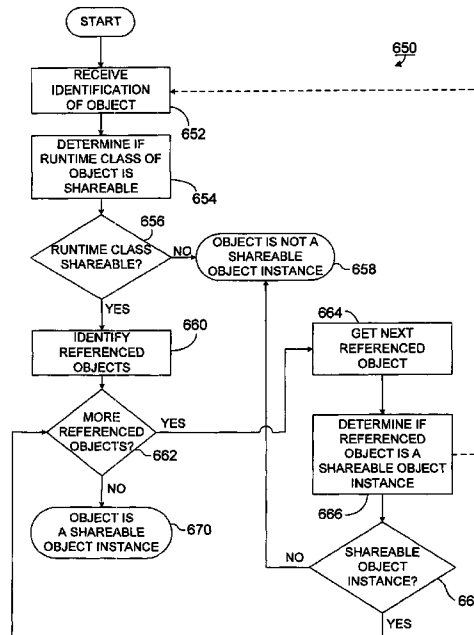 START
650
RECEIVE
IDENTIFICATION
OF OBJECT
652
DETERMINE IF
RUNTIME CLASS OF
OBJECT IS
SHAREABLE
654
656
RUNTIME CLASS
SHAREABLE?
NO
OBJECT IS NOT A
SHAREABLE
OBJECT INSTANCE
658
YES
660
IDENTIFY
REFERENCED
OBJECTS
664
GET NEXT
REFERENCED
OBJECT
MORE
REFERENCED
OBJECTS?
662
YES
DETERMINE IF
REFERENCED
OBJECT IS A
SHAREABLE OBJECT
INSTANCE
666
NO
OBJECT IS
A SHAREABLE
OBJECT INSTANCE
670
NO
SHAREABLE
OBJECT
INSTANCE?
YES